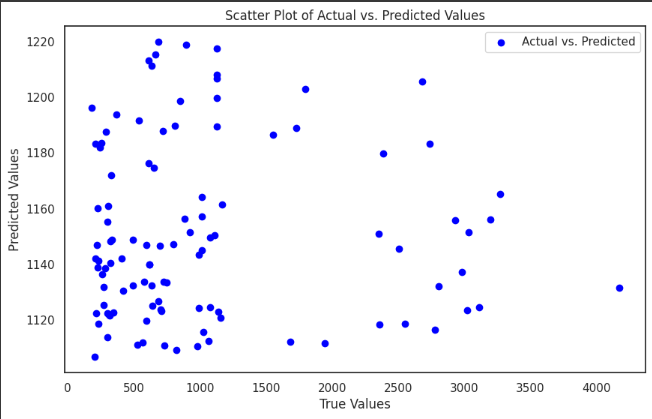 Scatter Plot of Actual vs. Predicted Values
Actual vs. Predicted
Predicted Values
1220
1200
1180
1160
1140
1120
0 500 1000 1500 2000 2500 3000 3500 4000
True Values